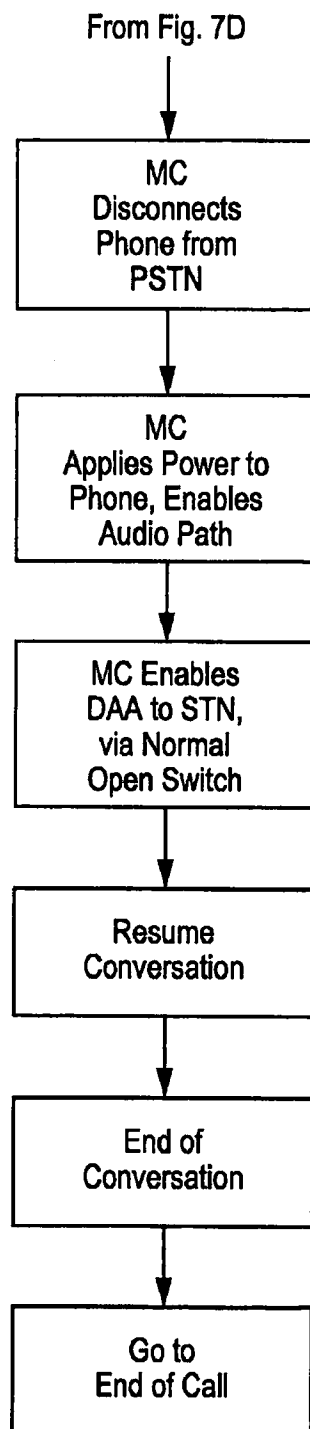 From Fig. 7D
MC
Disconnects
Phone from
PSTN
MC
Applies Power to
Phone, Enables
Audio Path
MC Enables
DAA to STN,
via Normal
Open Switch
Resume
Conversation
End of
Conversation
Go to
End of Call